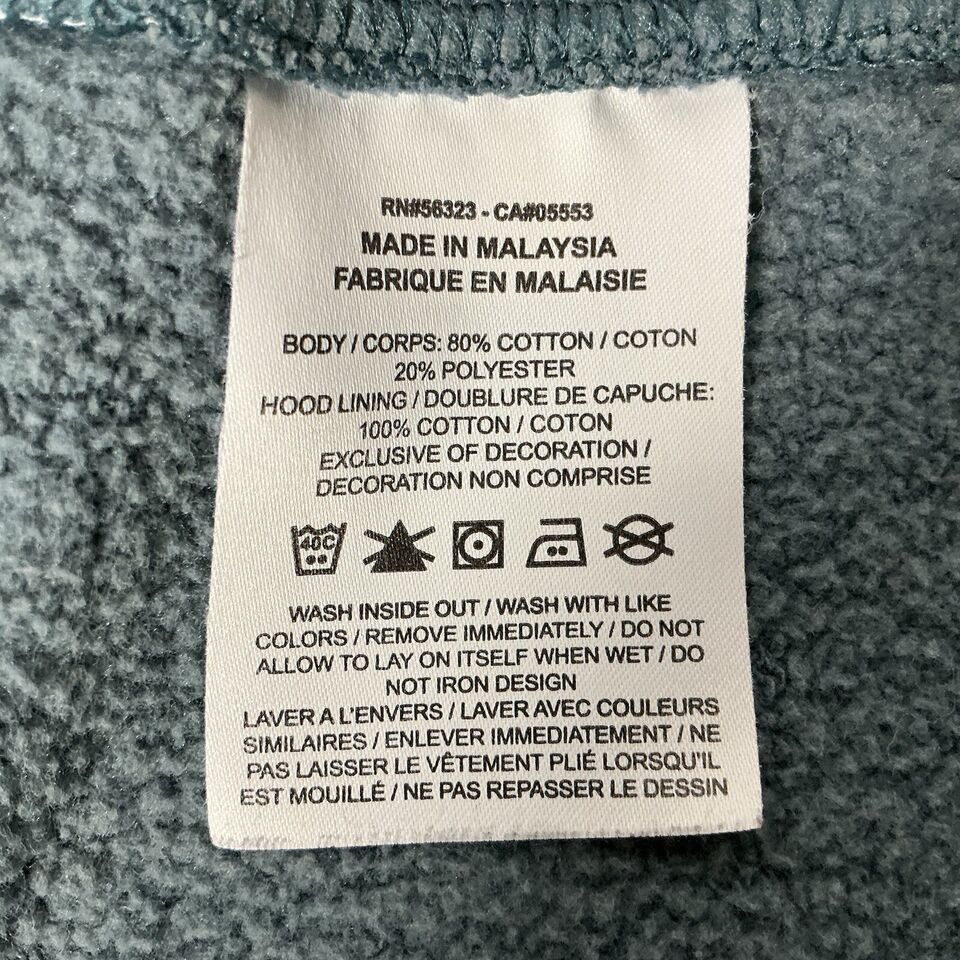 RN#56323 - CA#05553
MADE IN MALAYSIA
FABRIQUE EN MALAISIE
BODY / CORPS: 80% COTTON / COTON
20% POLYESTER
HOOD LINING / DOUBLURE DE CAPUCHE:
100% COTTON / COTON
EXCLUSIVE OF DECORATION /
DECORATION NON COMPRISE
40C
WASH INSIDE OUT / WASH WITH LIKE
COLORS / REMOVE IMMEDIATELY / DO NOT
ALLOW TO LAY ON ITSELF WHEN WET / DO
NOT IRON DESIGN
LAVER A L'ENVERS / LAVER AVEC COULEURS
SIMILAIRES / ENLEVER IMMEDIATEMENT / NE
PAS LAISSER LE VÊTEMENT PLIÉ LORSQU'IL
EST MOUILLÉ / NE PAS REPASSER LE DESSIN